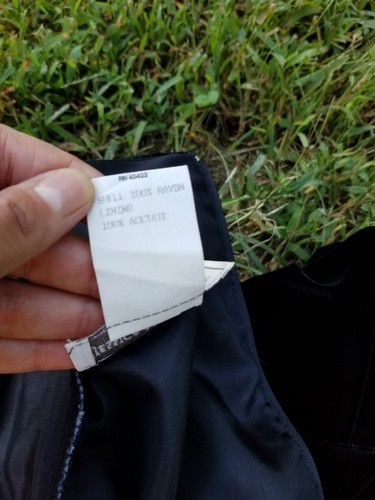 RN 40422
SHELL 100% RAYON
LINING
100% ACETATE